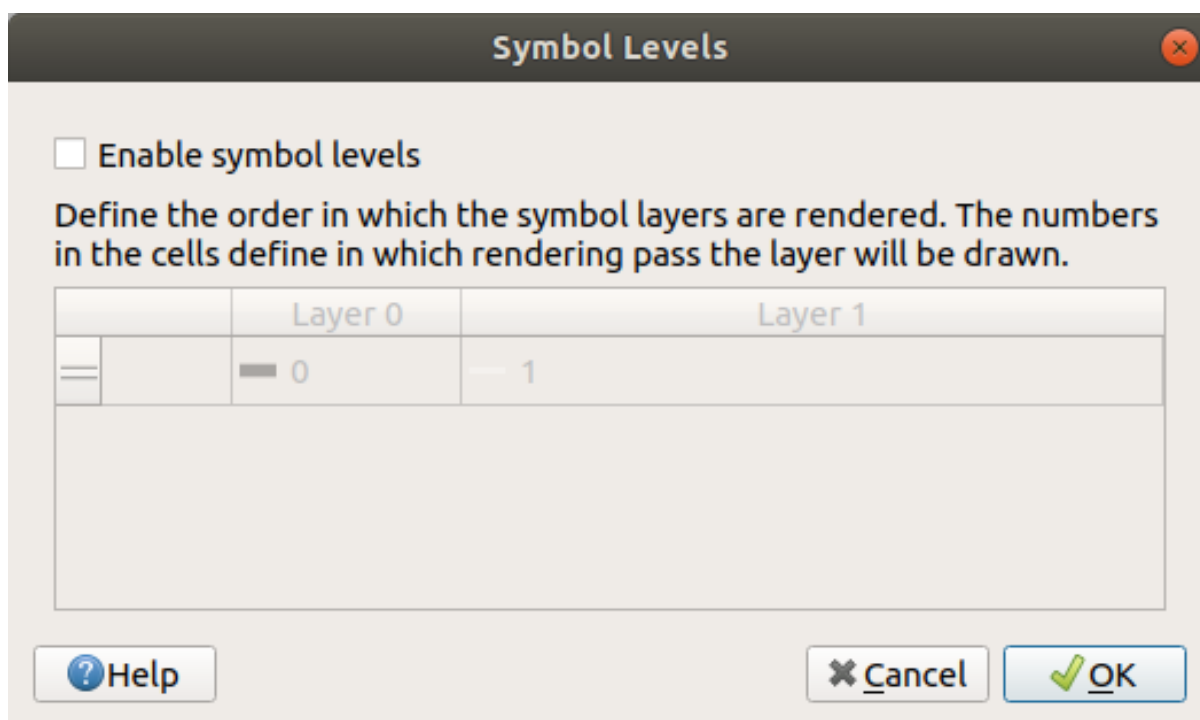 Symbol Levels
Enable symbol levels
Define the order in which the symbol layers are rendered. The numbers
in the cells define in which rendering pass the layer will be drawn.
Layer 0 Layer 1
0 1
Help Cancel OK